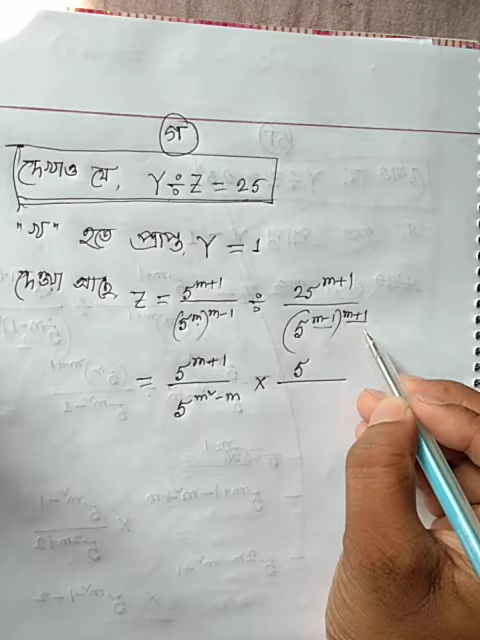 গ
দেখাও যে, Y ÷ Z = 25
"খ" হতে প্রাপ্ত, Y = 1
দেওয়া আছে, Z = 5^{m+1}/(5^m)^{m-1} ÷ 25^{m+1}/(5^{m-1})^{m+1}
= 5^{m+1}/5^{m²-m} × 5